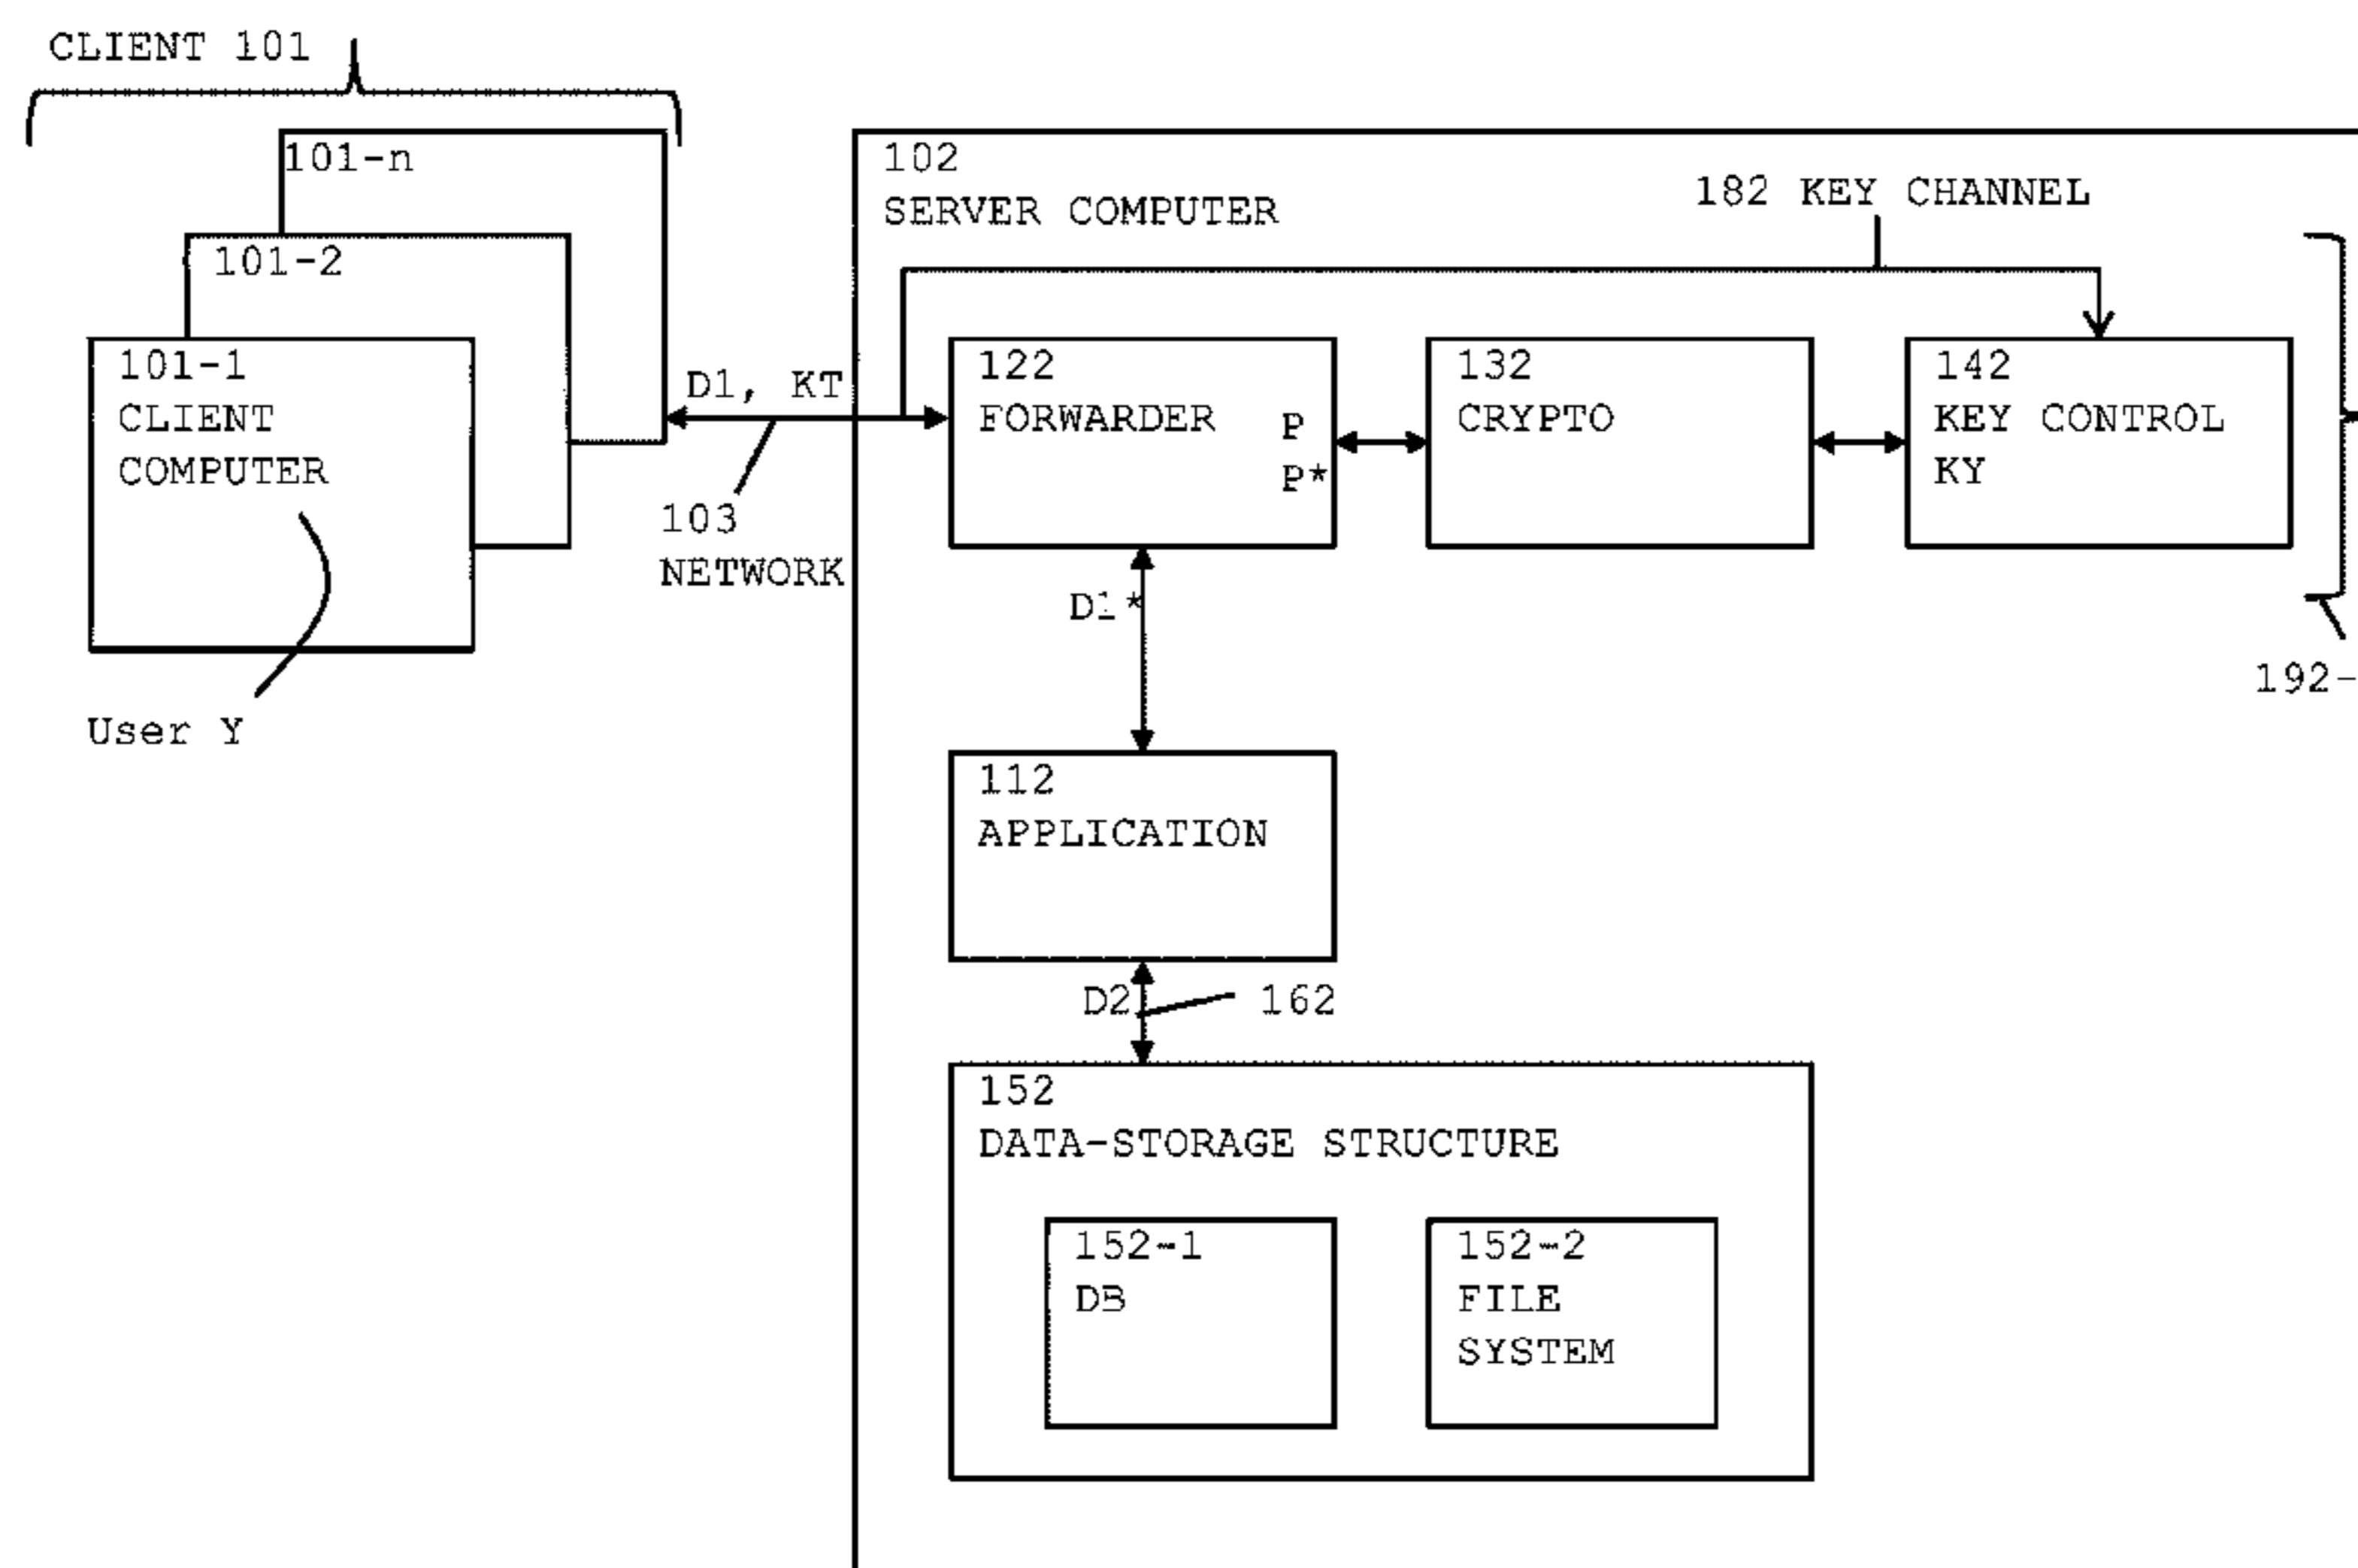 CLIENT 101
101-n
101-2
101-1
CLIENT
COMPUTER
User Y
D1, KT
103
NETWORK
102
SERVER COMPUTER
182 KEY CHANNEL
122
FORWARDER
P
P*
132
CRYPTO
142
KEY CONTROL
KY
192-
D1*
112
APPLICATION
D2
162
152
DATA-STORAGE STRUCTURE
152-1
DB
152-2
FILE
SYSTEM